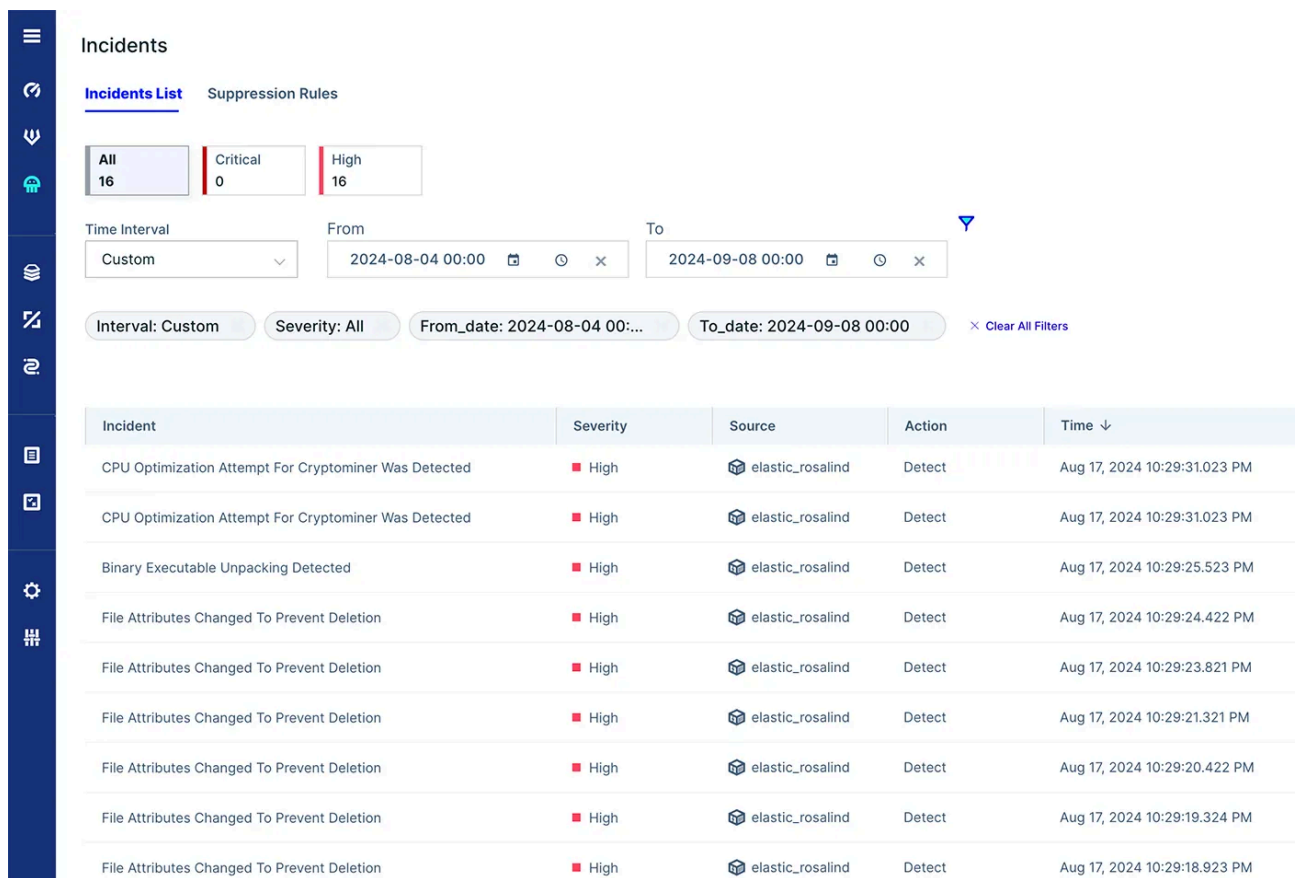 Incidents
Incidents List Suppression Rules
All Critical High
16 0 16
Time Interval From To
Custom 2024-08-04 00:00 2024-09-08 00:00
Interval: Custom Severity: All From_date: 2024-08-04 00:... To_date: 2024-09-08 00:00 Clear All Filters
Incident Severity Source Action Time
CPU Optimization Attempt For Cryptominer Was Detected High elastic_rosalind Detect Aug 17, 2024 10:29:31.023 PM
CPU Optimization Attempt For Cryptominer Was Detected High elastic_rosalind Detect Aug 17, 2024 10:29:31.023 PM
Binary Executable Unpacking Detected High elastic_rosalind Detect Aug 17, 2024 10:29:25.523 PM
File Attributes Changed To Prevent Deletion High elastic_rosalind Detect Aug 17, 2024 10:29:24.422 PM
File Attributes Changed To Prevent Deletion High elastic_rosalind Detect Aug 17, 2024 10:29:23.821 PM
File Attributes Changed To Prevent Deletion High elastic_rosalind Detect Aug 17, 2024 10:29:21.321 PM
File Attributes Changed To Prevent Deletion High elastic_rosalind Detect Aug 17, 2024 10:29:20.422 PM
File Attributes Changed To Prevent Deletion High elastic_rosalind Detect Aug 17, 2024 10:29:19.324 PM
File Attributes Changed To Prevent Deletion High elastic_rosalind Detect Aug 17, 2024 10:29:18.923 PM